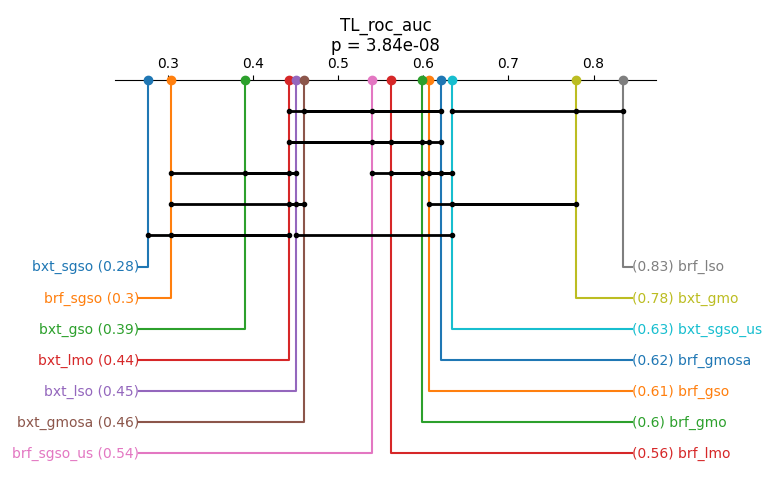 TL_roc_auc
p = 3.84e-08
0.3 0.4 0.5 0.6 0.7 0.8
bxt_sgso (0.28) (0.83) brf_lso
brf_sgso (0.3) (0.78) bxt_gmo
bxt_gso (0.39) (0.63) bxt_sgso_us
bxt_lmo (0.44) (0.62) brf_gmosa
bxt_lso (0.45) (0.61) brf_gso
bxt_gmosa (0.46) (0.6) brf_gmo
brf_sgso_us (0.54) (0.56) brf_lmo